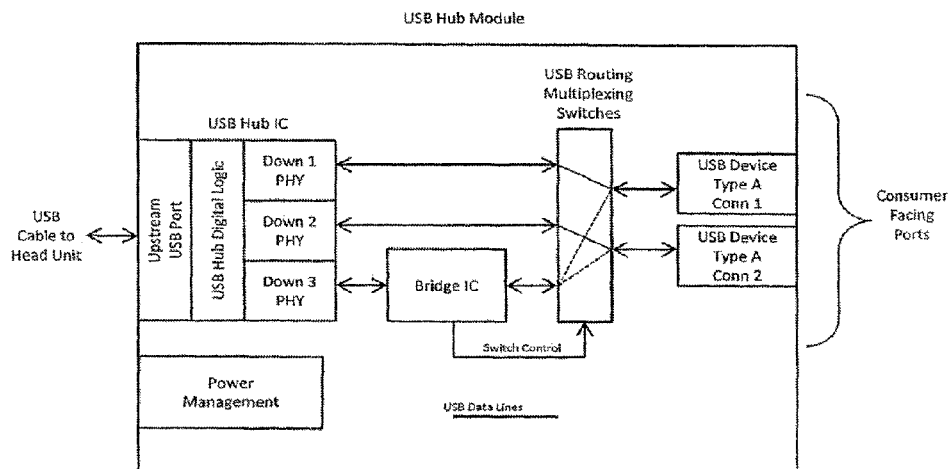 USB Hub Module
USB Routing
Multiplexing
Switches
USB Hub IC
Upstream
USB Port
USB Hub Digital Logic
Down 1
PHY
Down 2
PHY
Down 3
PHY
Bridge IC
USB Device
Type A
Conn 1
USB Device
Type A
Conn 2
Consumer
Facing
Ports
USB
Cable to
Head Unit
Switch Control
Power
Management
USB Data Lines